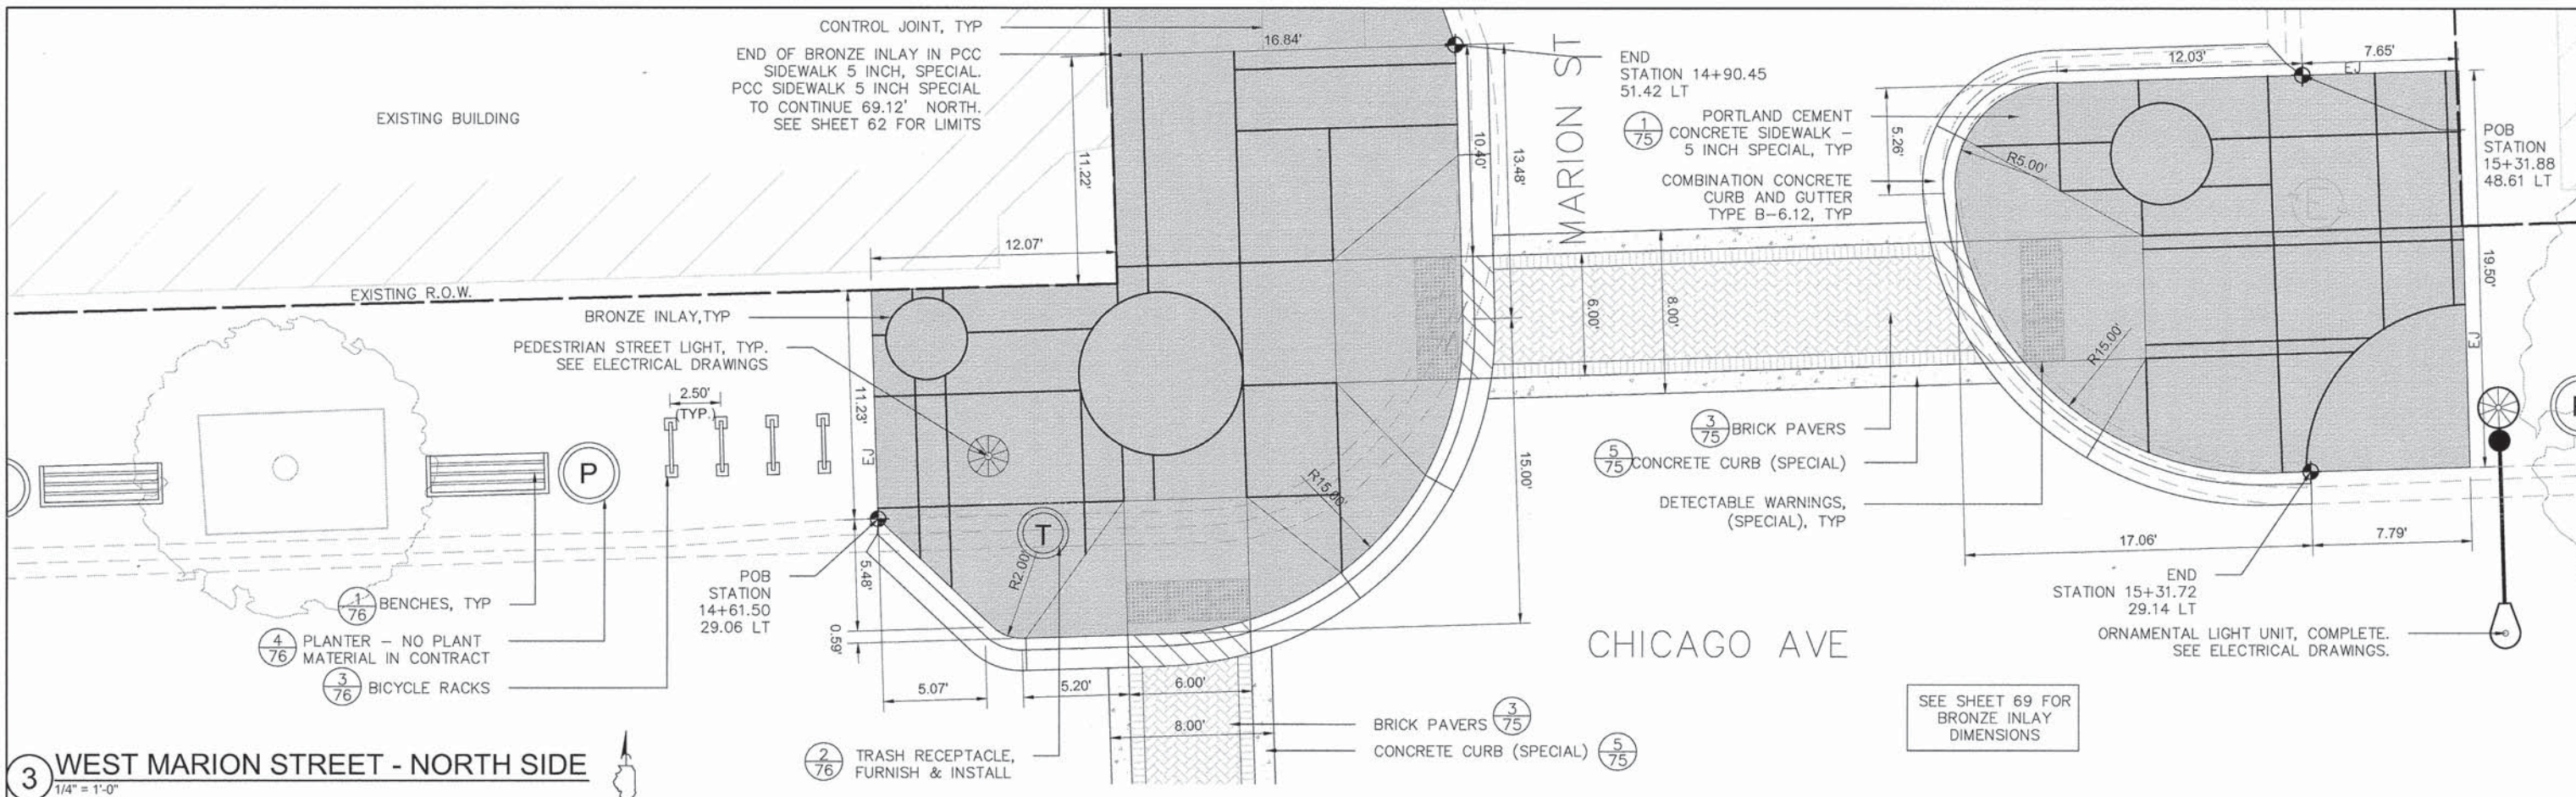 CONTROL JOINT, TYP
END OF BRONZE INLAY IN PCC
SIDEWALK 5 INCH, SPECIAL.
PCC SIDEWALK 5 INCH SPECIAL
TO CONTINUE 69.12' NORTH.
SEE SHEET 62 FOR LIMITS
EXISTING BUILDING
16.84'
11.22'
12.07'
EXISTING R.O.W.
BRONZE INLAY,TYP
PEDESTRIAN STREET LIGHT, TYP.
SEE ELECTRICAL DRAWINGS
2.50'
(TYP.)
11.23'
EJ
P
T
R2.00'
R15.00'
10.40'
13.48'
15.00'
5.48'
0.59'
POB
STATION
14+61.50
29.06 LT
1
76
BENCHES, TYP
4
76
PLANTER – NO PLANT
MATERIAL IN CONTRACT
3
76
BICYCLE RACKS
5.07'
5.20'
6.00'
8.00'
2
76
TRASH RECEPTACLE,
FURNISH & INSTALL
BRICK PAVERS
3
75
CONCRETE CURB (SPECIAL)
5
75
MARION ST
END
STATION 14+90.45
51.42 LT
1
75
PORTLAND CEMENT
CONCRETE SIDEWALK –
5 INCH SPECIAL, TYP
COMBINATION CONCRETE
CURB AND GUTTER
TYPE B–6.12, TYP
6.00'
8.00'
3
75
BRICK PAVERS
5
75
CONCRETE CURB (SPECIAL)
DETECTABLE WARNINGS,
(SPECIAL), TYP
12.03'
EJ
7.65'
5.26'
R5.00'
R15.00'
POB
STATION
15+31.88
48.61 LT
19.50'
EJ
17.06'
7.79'
END
STATION 15+31.72
29.14 LT
ORNAMENTAL LIGHT UNIT, COMPLETE.
SEE ELECTRICAL DRAWINGS.
CHICAGO AVE
SEE SHEET 69 FOR
BRONZE INLAY
DIMENSIONS
3
WEST MARION STREET - NORTH SIDE
1/4" = 1'-0"